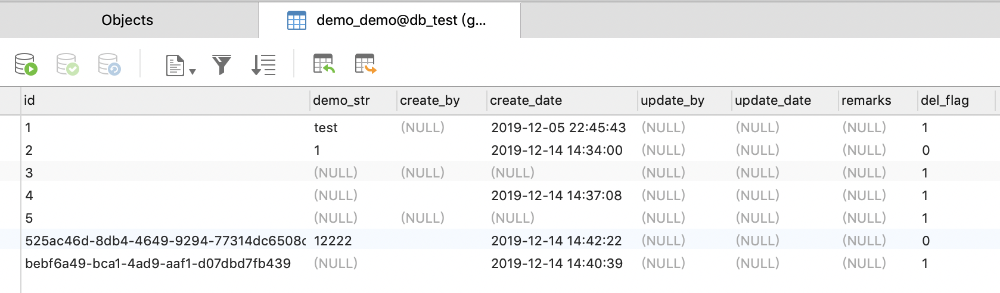 Objects demo_demo@db_test (g...
id demo_str create_by create_date update_by update_date remarks del_flag
1 test (NULL) 2019-12-05 22:45:43 (NULL) (NULL) (NULL) 1
2 1 2019-12-14 14:34:00 (NULL) (NULL) (NULL) 0
3 (NULL) (NULL) (NULL) (NULL) (NULL) (NULL) 1
4 (NULL) 2019-12-14 14:37:08 (NULL) (NULL) (NULL) 1
5 (NULL) (NULL) (NULL) (NULL) (NULL) (NULL) 1
525ac46d-8db4-4649-9294-77314dc6508c 12222 2019-12-14 14:42:22 (NULL) (NULL) (NULL) 0
bebf6a49-bca1-4ad9-aaf1-d07dbd7fb439 (NULL) 2019-12-14 14:40:39 (NULL) (NULL) (NULL) 1